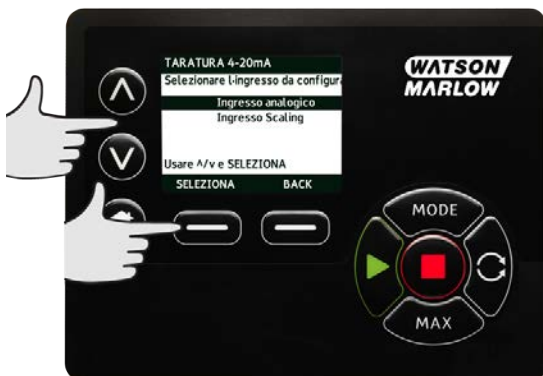 TARATURA 4-20mA
Selezionare l'ingresso da configura
Ingresso analogico
Ingresso Scaling
Usare ^/v e SELEZIONA
SELEZIONA BACK
WATSON
MARLOW
MODE
MAX